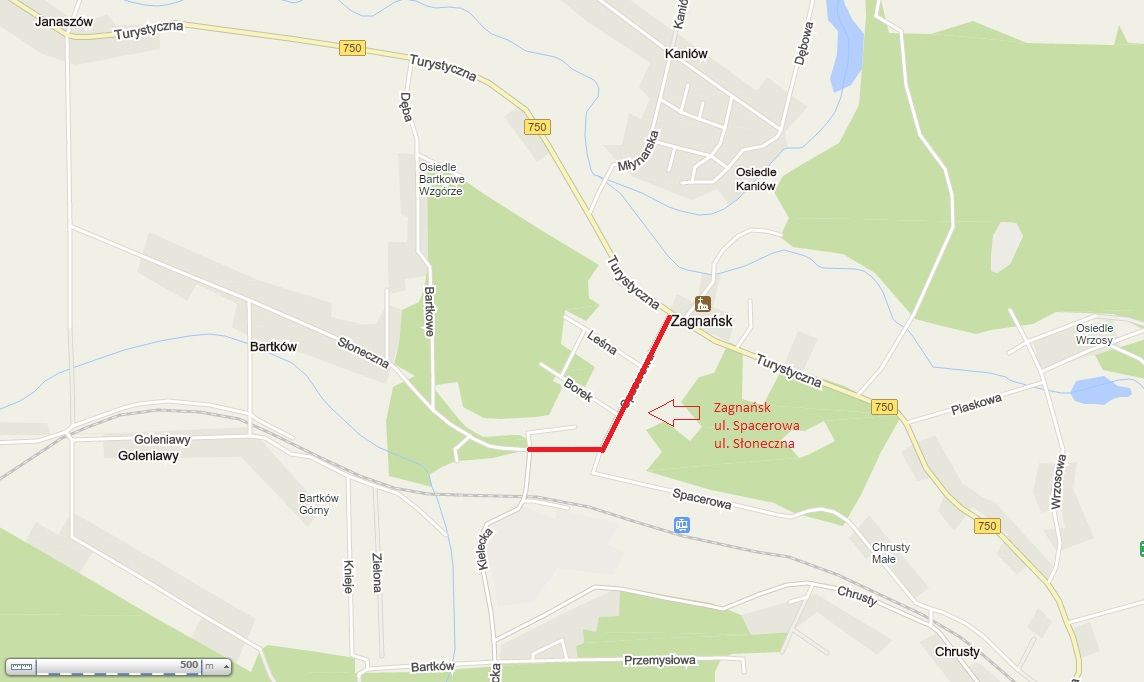 Janaszów
Turystyczna
750
Turystyczna
Kaniów
Dębowa
Dęba
750
Młynarska
Osiedle
Bartkowe
Wzgórze
Osiedle
Kaniów
Turystyczna
Bartkowe
Zagnańsk
Osiedle
Wrzosy
Bartków
Słoneczna
Leśna
Turystyczna
Borek
750
Piaskowa
Zagnańsk
ul. Spacerowa
ul. Słoneczna
Goleniawy
Goleniawy
Bartków
Górny
Spacerowa
Wrzosowa
750
Kielecka
Chrusty
Małe
Knieje
Zielona
Chrusty
Chrusty
Bartków
Przemysłowa
500 m